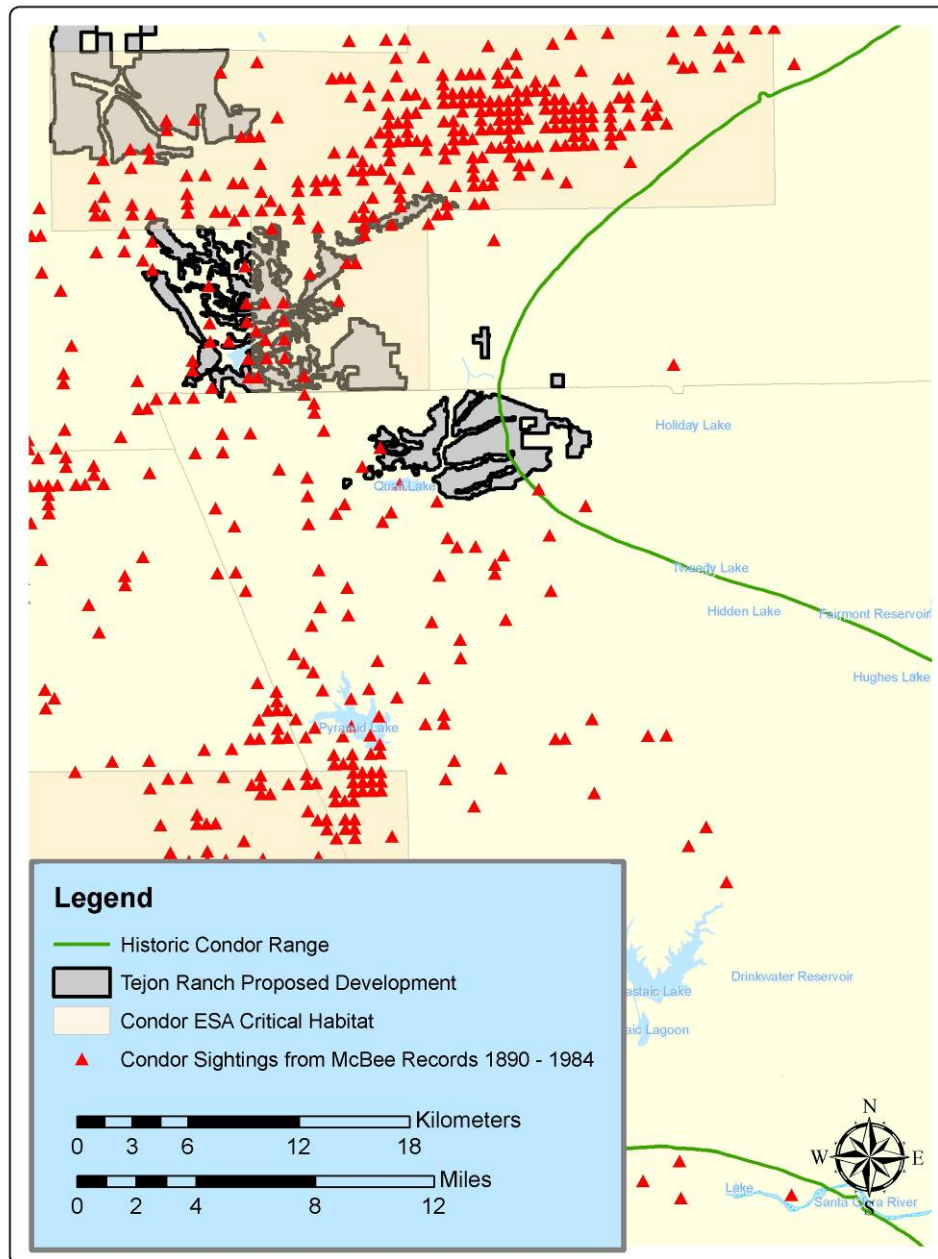 Holiday Lake
Quail Lake
Tweedy Lake
Hidden Lake
Fairmont Reservoir
Hughes Lake
Pyramid Lake
Legend
Historic Condor Range
Tejon Ranch Proposed Development
Condor ESA Critical Habitat
Condor Sightings from McBee Records 1890 - 1984
Kilometers
0 3 6 12 18
Miles
0 2 4 8 12
Drinkwater Reservoir
astaic Lake
aic Lagoon
N
W E
S
Lake
Santa Clara River